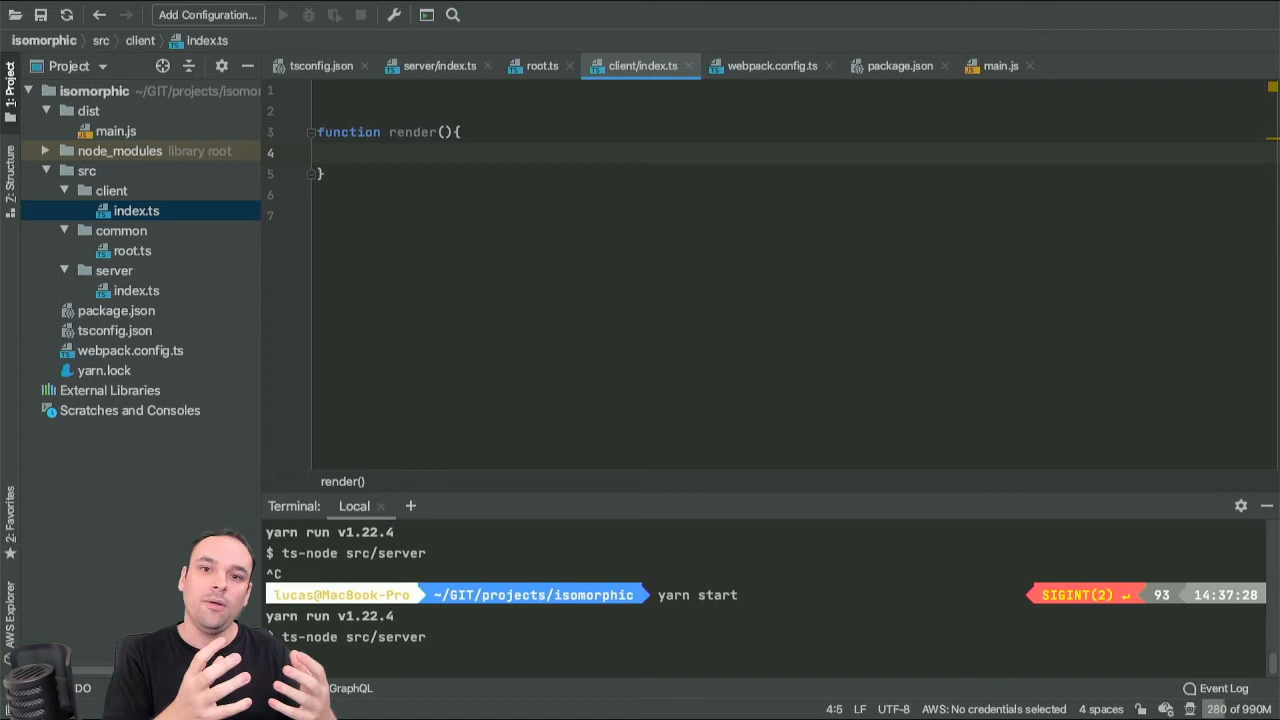 Add Configuration...
isomorphic src client index.ts
1: Project
Project
tsconfig.json server/index.ts root.ts client/index.ts webpack.config.ts package.json main.js
isomorphic ~/GIT/projects/isomor
dist
main.js
node_modules library root
src
client
index.ts
common
root.ts
server
index.ts
package.json
tsconfig.json
webpack.config.ts
yarn.lock
External Libraries
Scratches and Consoles
Z: Structure
2: Favorites
AWS Explorer
1
2
3 function render(){
4
5 }
6
7
render()
Terminal: Local
yarn run v1.22.4
$ ts-node src/server
^C
lucas@MacBook-Pro ~/GIT/projects/isomorphic yarn start SIGINT(2) ↵ 93 14:37:28
yarn run v1.22.4
ts-node src/server
DO GraphQL Event Log
4:5 LF UTF-8 AWS: No credentials selected 4 spaces 280 of 990M